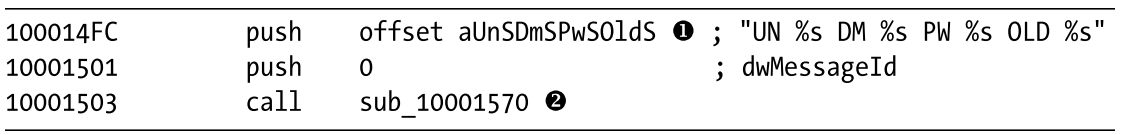 100014FC push offset aUnSDmSPwSOldS ❶ ; "UN %s DM %s PW %s OLD %s"
10001501 push 0 ; dwMessageId
10001503 call sub_10001570 ❷